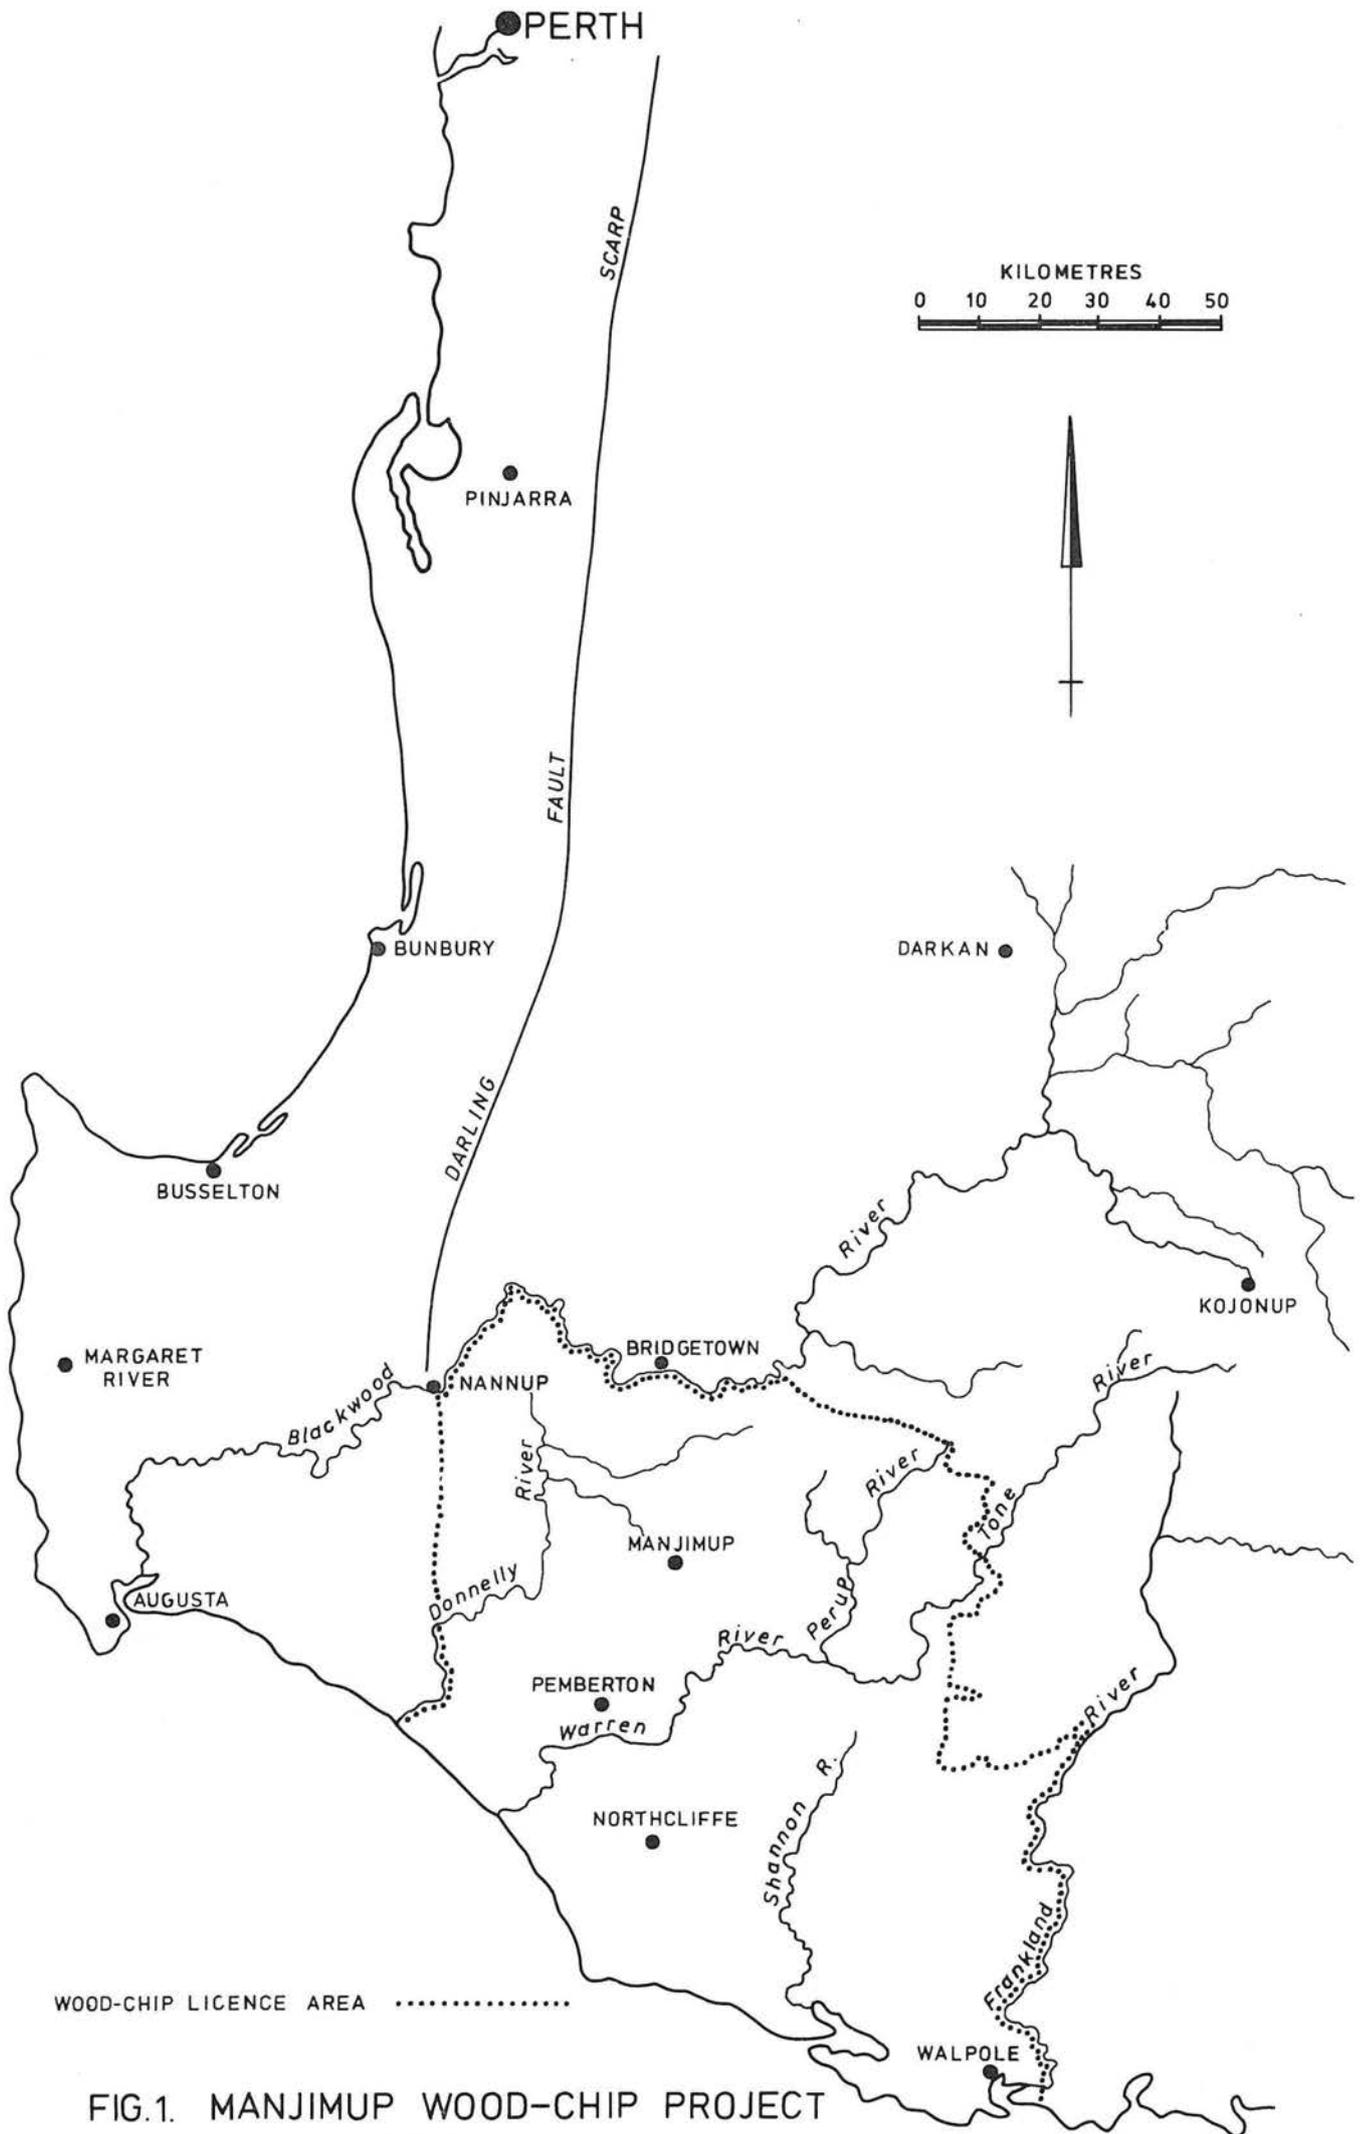 PERTH
SCARP
KILOMETRES
0 10 20 30 40 50
PINJARRA
FAULT
BUNBURY
DARKAN
DARLING
BUSSELTON
River
KOJONUP
MARGARET
RIVER
BRIDGETOWN
NANNUP
River
Blackwood
River
River
Tone
MANJIMUP
Donnelly
AUGUSTA
Perup
River
River
PEMBERTON
Warren
Shannon R.
NORTHCLIFFE
Frankland
WOOD-CHIP LICENCE AREA
WALPOLE
FIG.1. MANJIMUP WOOD-CHIP PROJECT